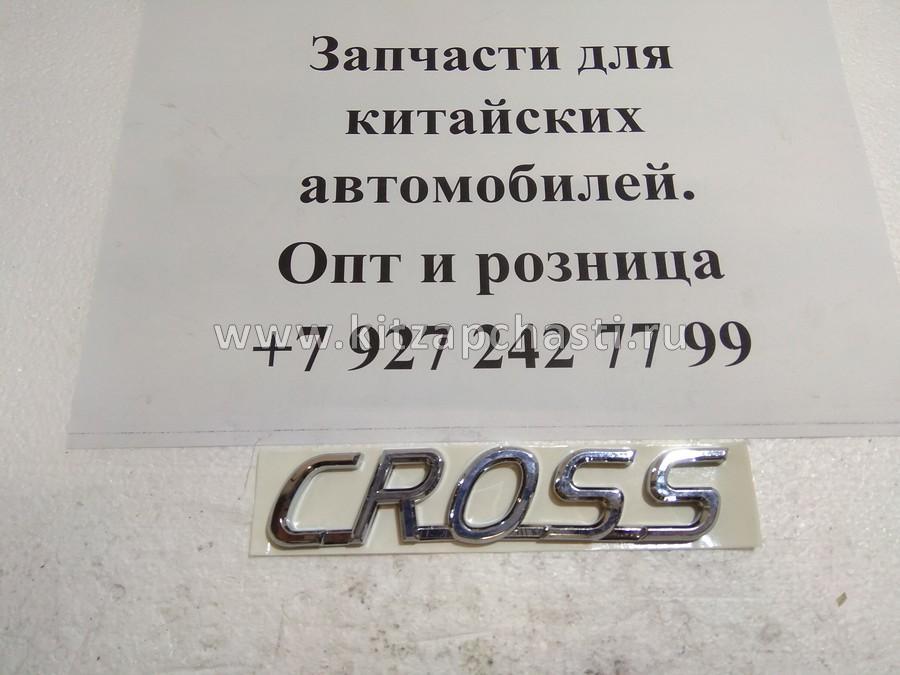 Запчасти для
китайских
автомобилей.
Опт и розница
www.kitzapchasti.ru
+7 927 242 77 99
CROSS